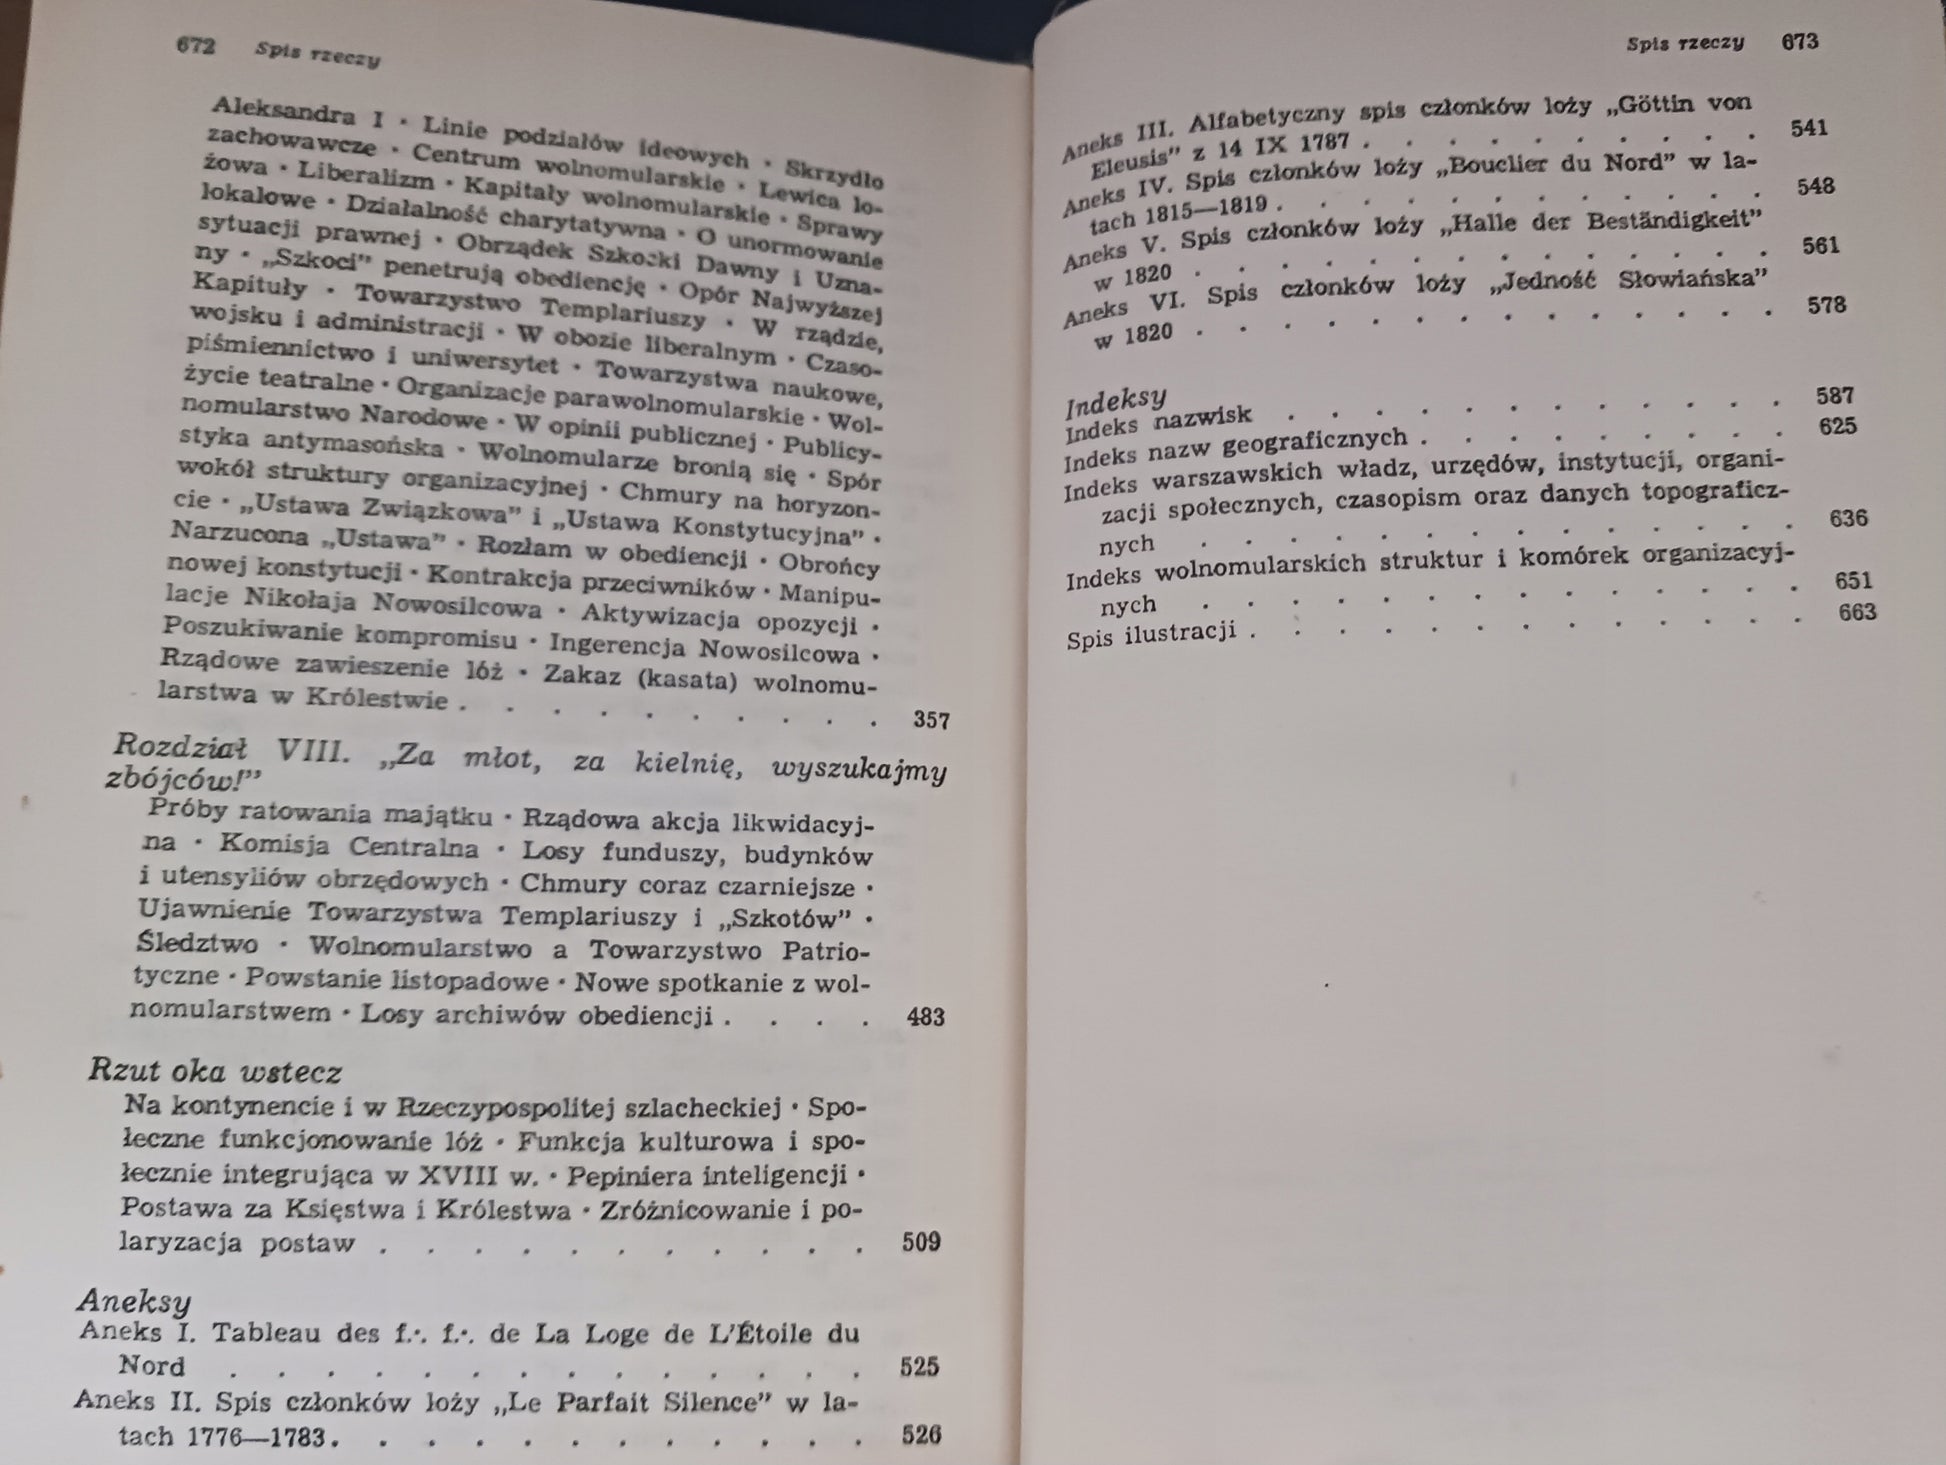 672 Spis rzeczy
Aleksandra I · Linie podziałów ideowych · Skrzydło
zachowawcze · Centrum wolnomularskie · Lewica lo-
żowa · Liberalizm · Kapitały wolnomularskie · Sprawy
lokalowe · Działalność charytatywna · O unormowanie
sytuacji prawnej · Obrządek Szkocki Dawny i Uzna-
ny · „Szkoci” penetrują obediencję · Opór Najwyższej
Kapituły · Towarzystwo Templariuszy · W rządzie,
wojsku i administracji · W obozie liberalnym · Czaso-
piśmiennictwo i uniwersytet · Towarzystwa naukowe,
życie teatralne · Organizacje parawolnomularskie · Wol-
nomularstwo Narodowe · W opinii publicznej · Publicy-
styka antymasońska · Wolnomularze bronią się · Spór
wokół struktury organizacyjnej · Chmury na horyzon-
cie · „Ustawa Związkowa” i „Ustawa Konstytucyjna” ·
Narzucona „Ustawa” · Rozłam w obediencji · Obrońcy
nowej konstytucji · Kontrakcja przeciwników · Manipu-
lacje Nikołaja Nowosilcowa · Aktywizacja opozycji ·
Poszukiwanie kompromisu · Ingerencja Nowosilcowa ·
Rządowe zawieszenie lóż · Zakaz (kasata) wolnomu-
larstwa w Królestwie . . . . . . . . . . 357
Rozdział VIII. „Za młot, za kielnię, wyszukajmy
zbójców!”
Próby ratowania majątku · Rządowa akcja likwidacyj-
na · Komisja Centralna · Losy funduszy, budynków
i utensyliów obrzędowych · Chmury coraz czarniejsze ·
Ujawnienie Towarzystwa Templariuszy i „Szkotów” ·
Śledztwo · Wolnomularstwo a Towarzystwo Patrio-
tyczne · Powstanie listopadowe · Nowe spotkanie z wol-
nomularstwem · Losy archiwów obediencji . . . . 483
Rzut oka wstecz
Na kontynencie i w Rzeczypospolitej szlacheckiej · Spo-
łeczne funkcjonowanie lóż · Funkcja kulturowa i spo-
łecznie integrująca w XVIII w. · Pepiniera inteligencji ·
Postawa za Księstwa i Królestwa · Zróżnicowanie i po-
laryzacja postaw . . . . . . . . . . . 509
Aneksy
Aneks I. Tableau des f.·. f.·. de La Loge de L'Étoile du
Nord . . . . . . . . . . . . . . 525
Aneks II. Spis członków loży „Le Parfait Silence” w la-
tach 1776—1783. . . . . . . . . . . . 526
Spis rzeczy 673
Aneks III. Alfabetyczny spis członków loży „Göttin von
Eleusis” z 14 IX 1787 . . . . . . . . . . 541
Aneks IV. Spis członków loży „Bouclier du Nord” w la-
tach 1815—1819 . . . . . . . . . . . . 548
Aneks V. Spis członków loży „Halle der Beständigkeit”
w 1820 . . . . . . . . . . . . . . 561
Aneks VI. Spis członków loży „Jedność Słowiańska”
w 1820 . . . . . . . . . . . . . . 578
Indeksy
Indeks nazwisk . . . . . . . . . . . . 587
Indeks nazw geograficznych . . . . . . . . . 625
Indeks warszawskich władz, urzędów, instytucji, organi-
zacji społecznych, czasopism oraz danych topograficz-
nych . . . . . . . . . . . . . . 636
Indeks wolnomularskich struktur i komórek organizacyj-
nych . . . . . . . . . . . . . . 651
Spis ilustracji . . . . . . . . . . . . . 663